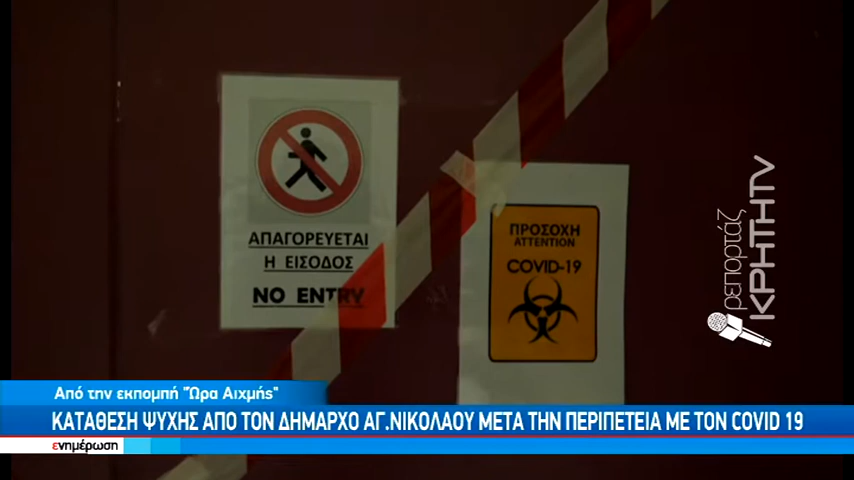 ΑΠΑΓΟΡΕΥΕΤΑΙ
Η ΕΙΣΟΔΟΣ
NO ENTRY
ΠΡΟΣΟΧΗ
ATTENTION
COVID-19
ρεπορτάζ
ΚΡΗΤΗTV
Από την εκπομπή "Ώρα Αιχμής"
ΚΑΤΑΘΕΣΗ ΨΥΧΗΣ ΑΠΟ ΤΟΝ ΔΗΜΑΡΧΟ ΑΓ.ΝΙΚΟΛΑΟΥ ΜΕΤΑ ΤΗΝ ΠΕΡΙΠΕΤΕΙΑ ΜΕ ΤΟΝ COVID 19
ενημέρωση